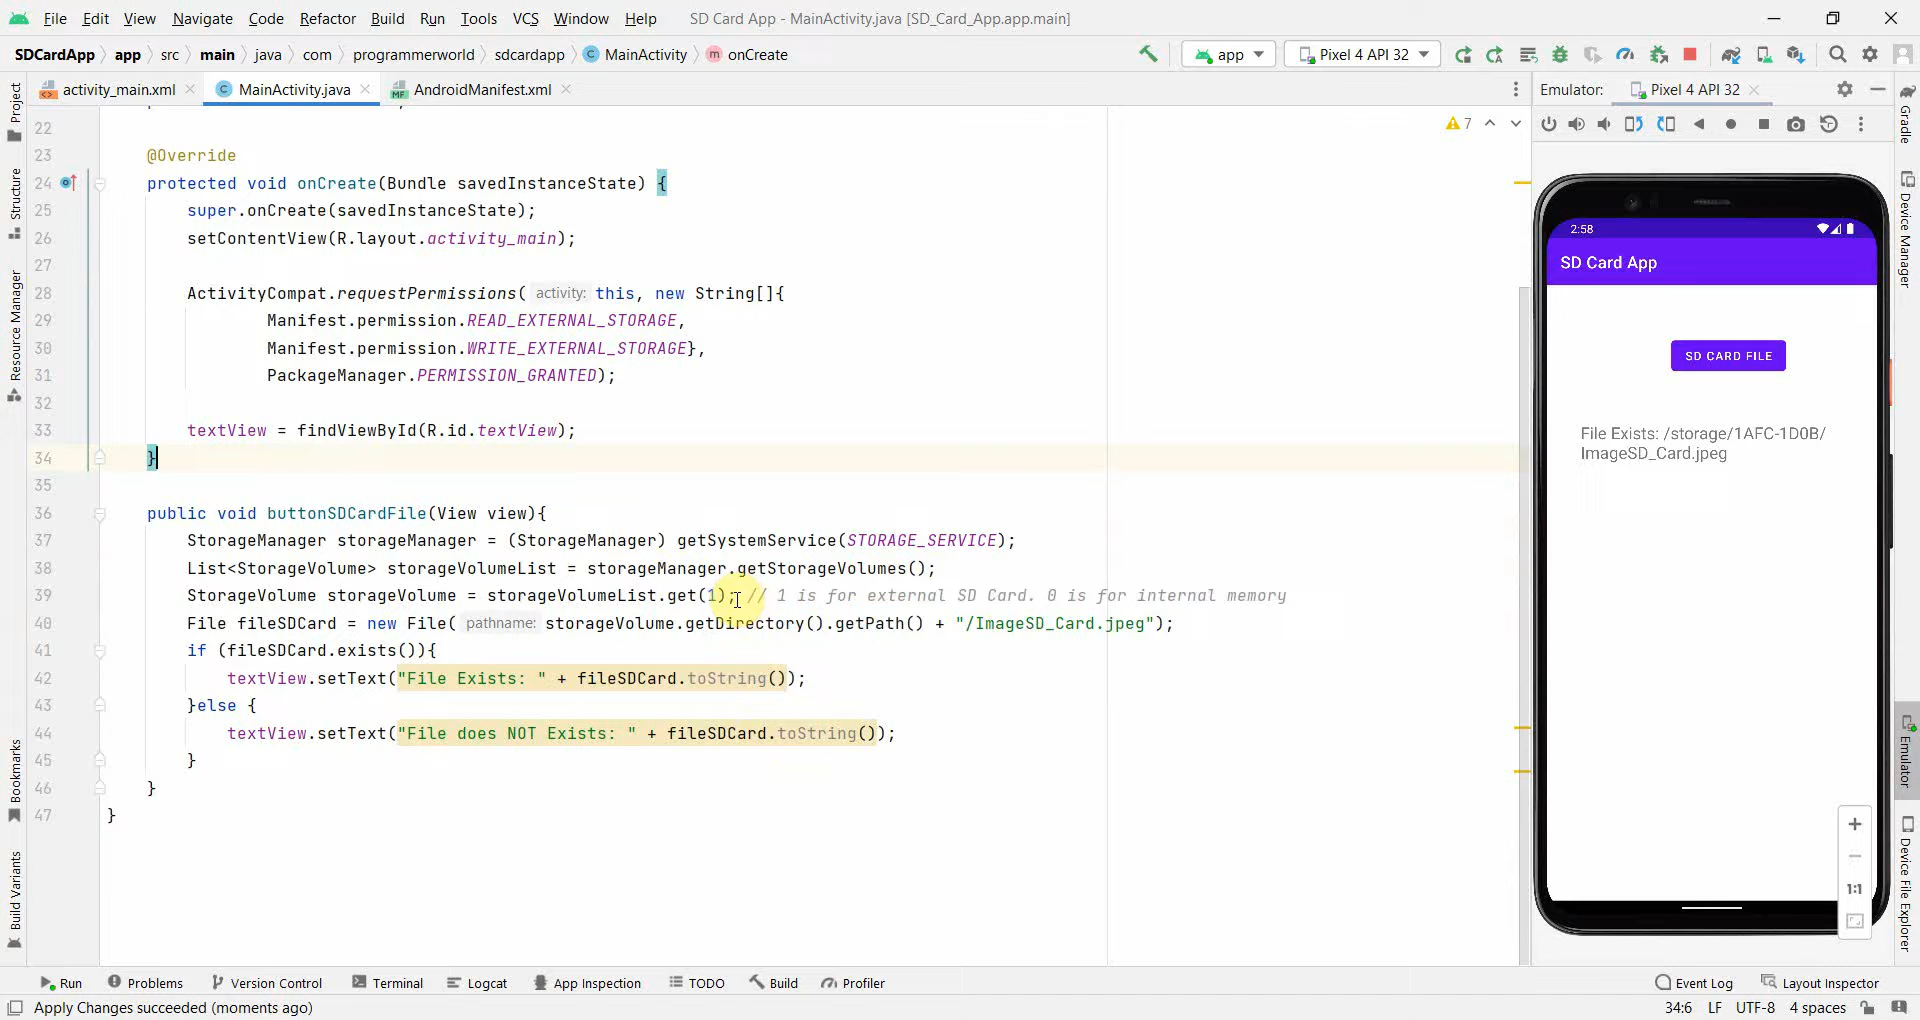 File Edit View Navigate Code Refactor Build Run Tools VCS Window Help SD Card App - MainActivity.java [SD_Card_App.app.main]
SDCardApp app src main java com programmerworld sdcardapp C MainActivity m onCreate app Pixel 4 API 32
activity_main.xml C MainActivity.java MF AndroidManifest.xml Emulator: Pixel 4 API 32
7
22
23 @Override
24 protected void onCreate(Bundle savedInstanceState) {
25 super.onCreate(savedInstanceState);
26 setContentView(R.layout.activity_main);
27
28 ActivityCompat.requestPermissions( activity: this, new String[]{
29 Manifest.permission.READ_EXTERNAL_STORAGE,
30 Manifest.permission.WRITE_EXTERNAL_STORAGE},
31 PackageManager.PERMISSION_GRANTED);
32
33 textView = findViewById(R.id.textView);
34 }
35
36 public void buttonSDCardFile(View view){
37 StorageManager storageManager = (StorageManager) getSystemService(STORAGE_SERVICE);
38 List<StorageVolume> storageVolumeList = storageManager.getStorageVolumes();
39 StorageVolume storageVolume = storageVolumeList.get(1); // 1 is for external SD Card. 0 is for internal memory
40 File fileSDCard = new File( pathname: storageVolume.getDirectory().getPath() + "/ImageSD_Card.jpeg");
41 if (fileSDCard.exists()){
42 textView.setText("File Exists: " + fileSDCard.toString());
43 }else {
44 textView.setText("File does NOT Exists: " + fileSDCard.toString());
45 }
46 }
47 }
2:58
SD Card App
SD CARD FILE
File Exists: /storage/1AFC-1D0B/
ImageSD_Card.jpeg
1:1
Project
Structure
Resource Manager
Bookmarks
Build Variants
Gradle
Device Manager
Emulator
Device File Explorer
Run Problems Version Control Terminal Logcat App Inspection TODO Build Profiler Event Log Layout Inspector
Apply Changes succeeded (moments ago) 34:6 LF UTF-8 4 spaces